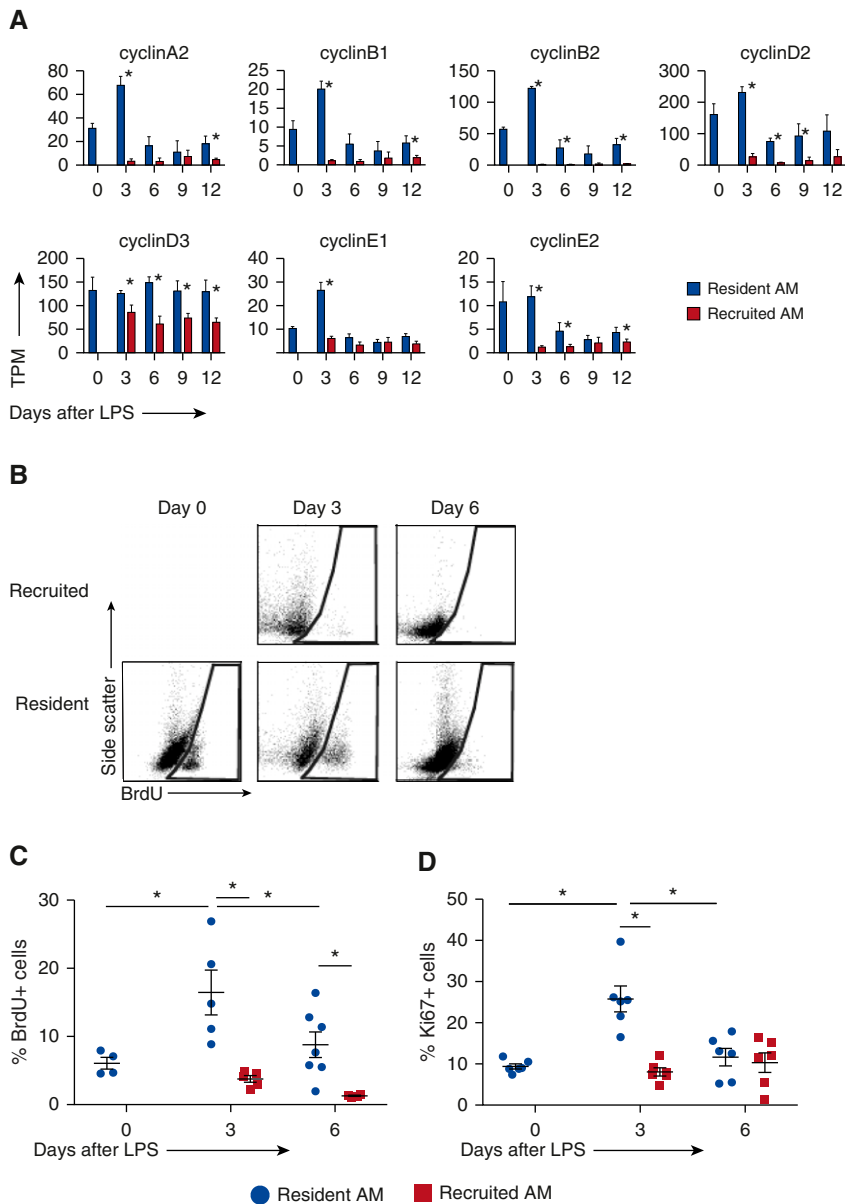 A
cyclinA2 cyclinB1 cyclinB2 cyclinD2
80 60 40 20 0
0 3 6 9 12
* *
25 20 15 10 5 0
0 3 6 9 12
* *
150 100 50 0
0 3 6 9 12
* * *
300 200 100 0
0 3 6 9 12
* * *
cyclinD3 cyclinE1 cyclinE2
200 150 100 50 0
0 3 6 9 12
* * * *
40 30 20 10
0 3 6 9 12
*
20 15 10 5 0
0 3 6 9 12
* * *
Resident AM
Recruited AM
TPM
Days after LPS
B
Day 0 Day 3 Day 6
Recruited
Resident
Side scatter
BrdU
C
% BrdU+ cells
30
20
10
0
* * * *
0 3 6
Days after LPS
D
% Ki67+ cells
50
40
30
20
10
0
* * *
0 3 6
Days after LPS
Resident AM Recruited AM